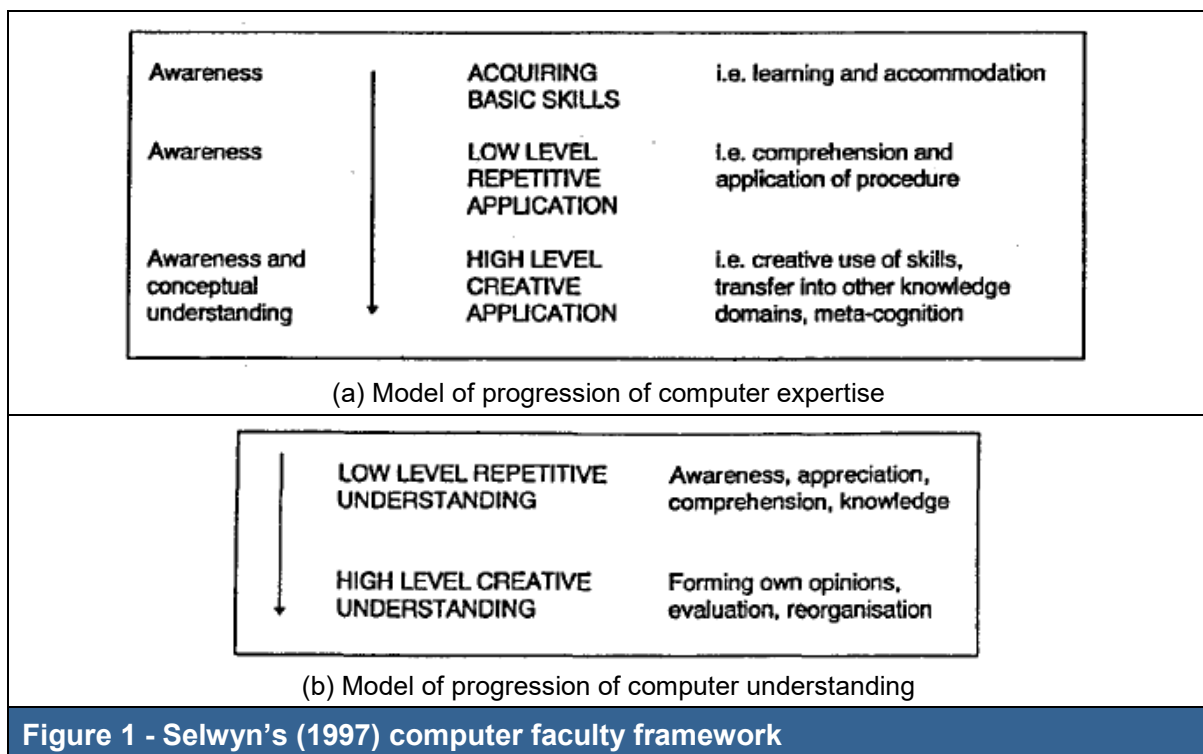 Awareness ACQUIRING i.e. learning and accommodation
BASIC SKILLS
Awareness LOW LEVEL i.e. comprehension and
REPETITIVE application of procedure
APPLICATION
Awareness and HIGH LEVEL i.e. creative use of skills,
conceptual CREATIVE transfer into other knowledge
understanding APPLICATION domains, meta-cognition
(a) Model of progression of computer expertise
LOW LEVEL REPETITIVE Awareness, appreciation,
UNDERSTANDING comprehension, knowledge
HIGH LEVEL CREATIVE Forming own opinions,
UNDERSTANDING evaluation, reorganisation
(b) Model of progression of computer understanding
Figure 1 - Selwyn's (1997) computer faculty framework